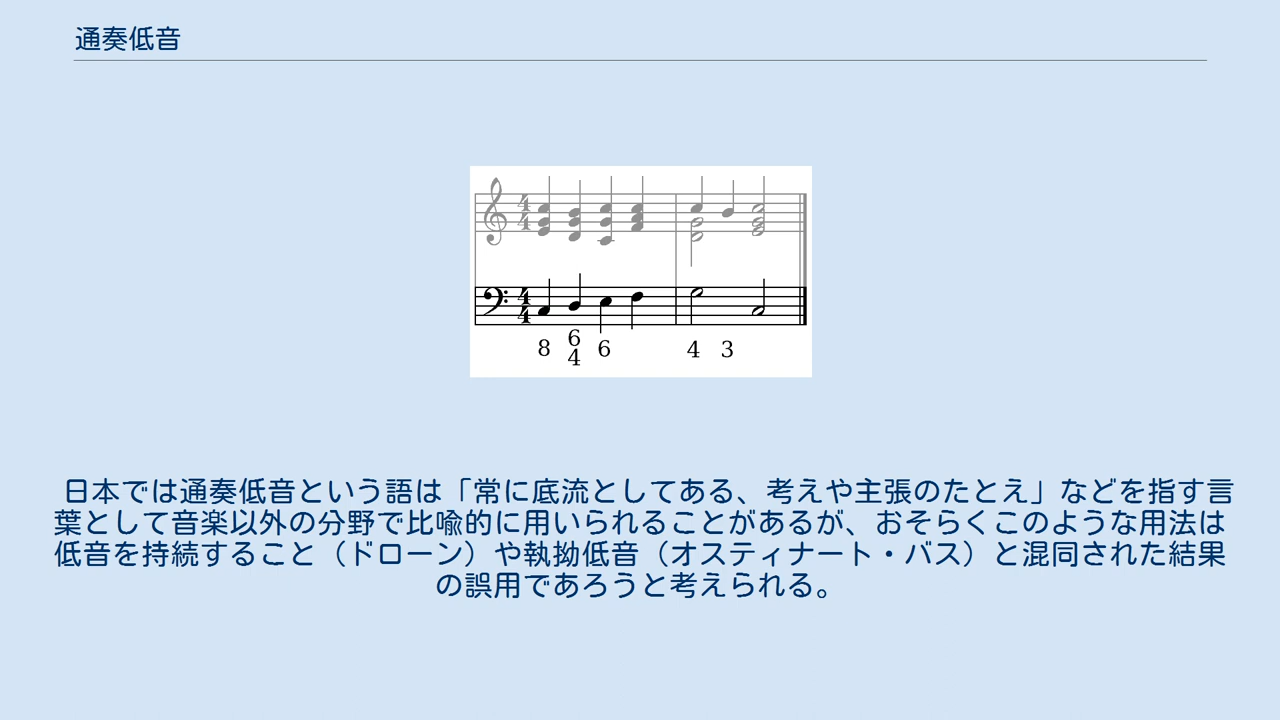 通奏低音
8 6 6 4 3
4
日本では通奏低音という語は「常に底流としてある、考えや主張のたとえ」などを指す言
葉として音楽以外の分野で比喩的に用いられることがあるが、おそらくこのような用法は
低音を持続すること（ドローン）や執拗低音（オスティナート・バス）と混同された結果
の誤用であろうと考えられる。